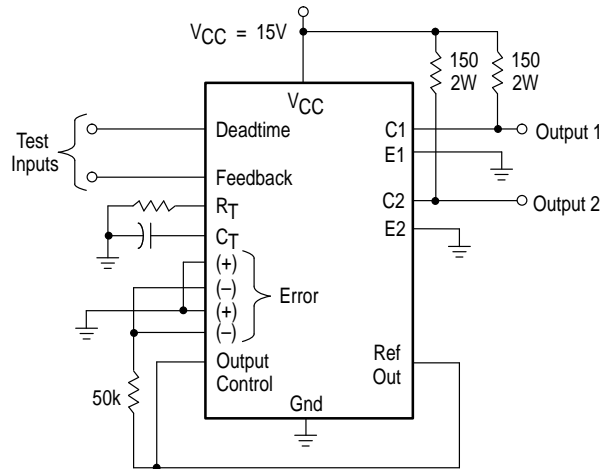 VCC = 15V
150
2W
150
2W
VCC
Test
Inputs
Deadtime
C1
Output 1
E1
Feedback
RT
C2
Output 2
CT
E2
(+)
(–)
(+)
(–)
Error
Output
Control
Ref
Out
50k
Gnd